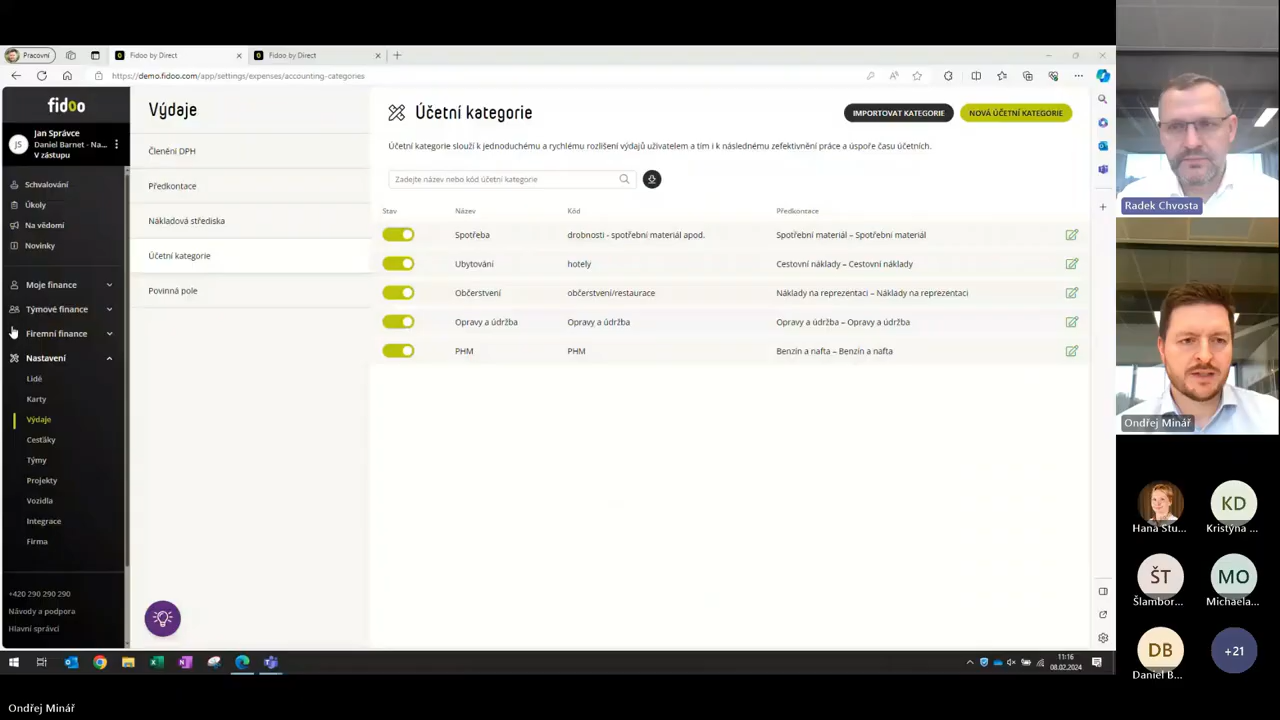 Pracovní
Fidoo by Direct
Fidoo by Direct
https://demo.fidoo.com/app/settings/expenses/accounting-categories
fidoo
JS
Jan Správce
Daniel Barnet - Na...
V zástupu
Schvalování
Úkoly
Na vědomí
Novinky
Moje finance
Týmové finance
Firemní finance
Nastavení
Lidé
Karty
Výdaje
Cesťáky
Týmy
Projekty
Vozidla
Integrace
Firma
+420 290 290 290
Návody a podpora
Hlavní správci
Výdaje
Členění DPH
Předkontace
Nákladová střediska
Účetní kategorie
Povinná pole
Účetní kategorie
IMPORTOVAT KATEGORIE
NOVÁ ÚČETNÍ KATEGORIE
Účetní kategorie slouží k jednoduchému a rychlému rozlišení výdajů uživatelem a tím i k následnému zefektivnění práce a úspoře času účetních.
Zadejte název nebo kód účetní kategorie
Stav Název Kód Předkontace
Spotřeba drobnosti - spotřební materiál apod. Spotřební materiál – Spotřební materiál
Ubytování hotely Cestovní náklady – Cestovní náklady
Občerstvení občerstvení/restaurace Náklady na reprezentaci – Náklady na reprezentaci
Opravy a údržba Opravy a údržba Opravy a údržba – Opravy a údržba
PHM PHM Benzin a nafta – Benzin a nafta
11:16
08.02.2024
Radek Chvosta
Ondřej Minář
Hana Stu...
KD
Kristýna ...
ŠT
Šlambor...
MO
Michaela...
DB
Daniel B...
+21
Ondřej Minář